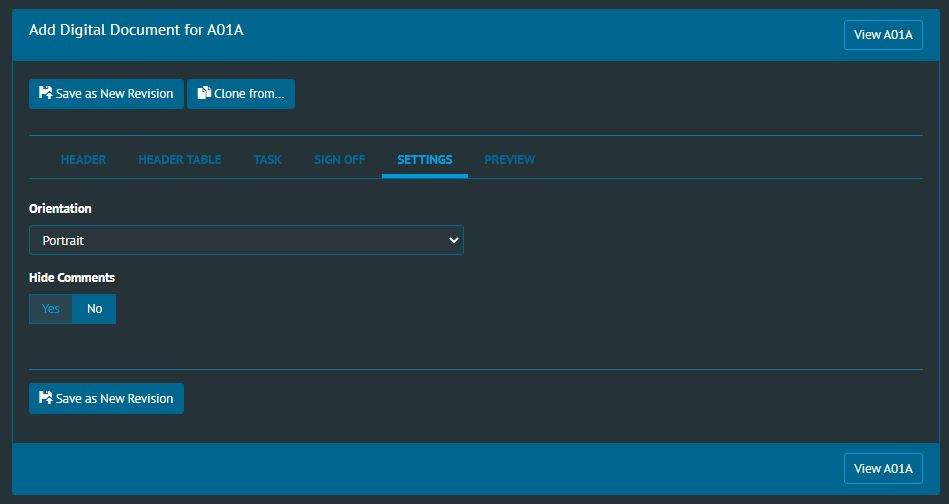 Add Digital Document for A01A
View A01A
Save as New Revision Clone from...
HEADER HEADER TABLE TASK SIGN OFF SETTINGS PREVIEW
Orientation
Portrait
Hide Comments
Yes No
Save as New Revision
View A01A